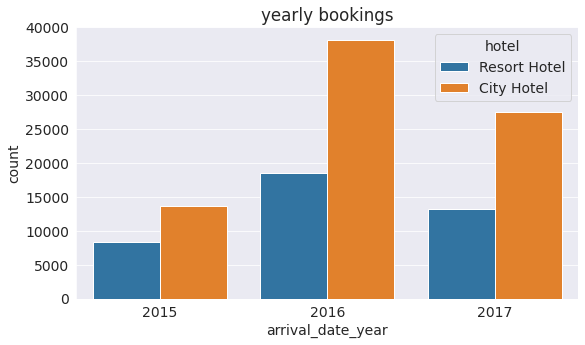 yearly bookings
40000
35000
30000
25000
20000
15000
10000
5000
0
count
hotel
Resort Hotel
City Hotel
2015 2016 2017
arrival_date_year